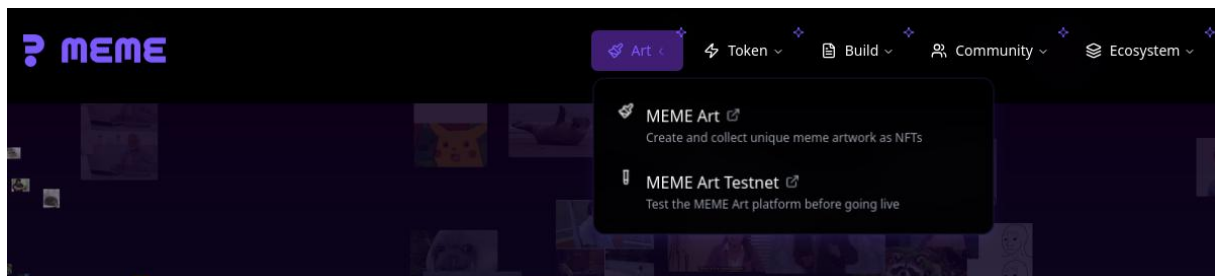 ? MEME
Art
Token
Build
Community
Ecosystem
MEME Art
Create and collect unique meme artwork as NFTs
MEME Art Testnet
Test the MEME Art platform before going live